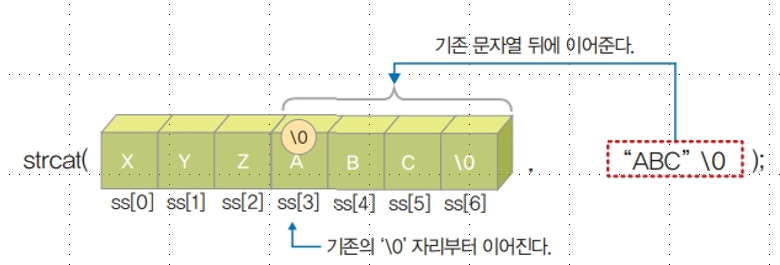 기존 문자열 뒤에 이어준다.
\0
strcat( X Y Z A B C \0 , “ABC” \0 );
ss[0] ss[1] ss[2] ss[3] ss[4] ss[5] ss[6]
기존의 ‘\0’ 자리부터 이어진다.